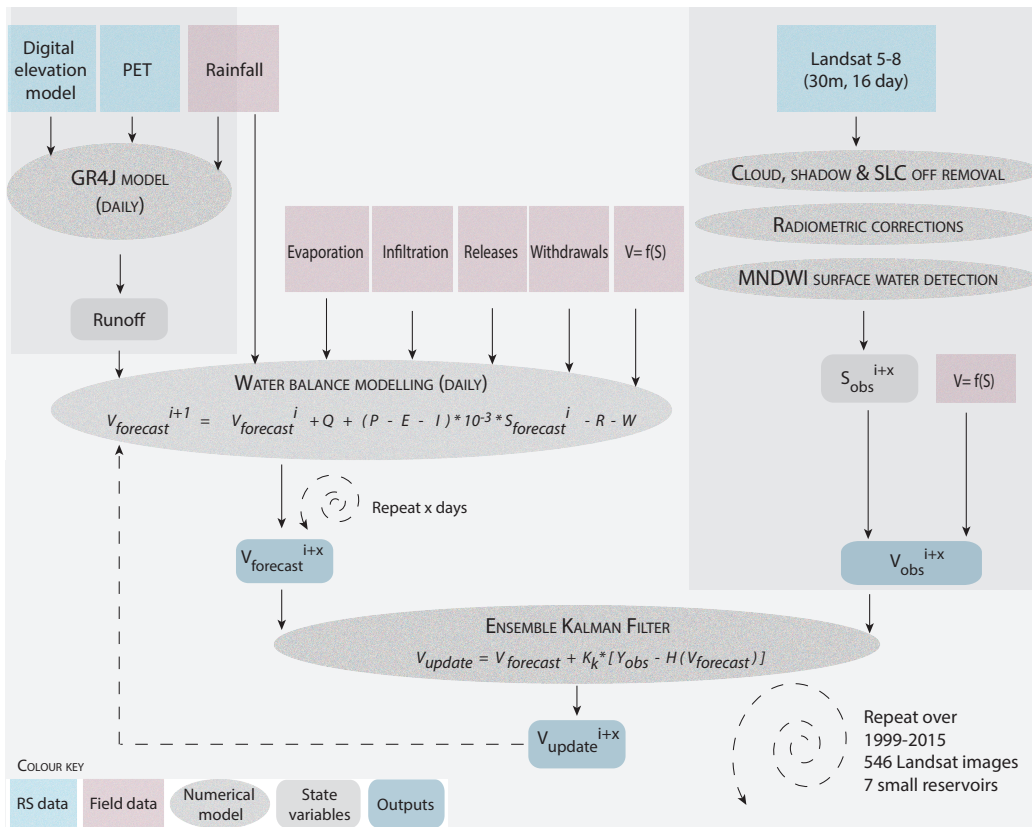 Digital
elevation
model
PET
Rainfall
Landsat 5-8
(30m, 16 day)
GR4J MODEL
(DAILY)
CLOUD, SHADOW & SLC OFF REMOVAL
RADIOMETRIC CORRECTIONS
MNDWI SURFACE WATER DETECTION
Evaporation
Infiltration
Releases
Withdrawals
V= f(S)
Runoff
S_obs^i+x
V= f(S)
WATER BALANCE MODELLING (DAILY)
V_forecast^i+1 = V_forecast^i + Q + ( P - E - I ) * 10^-3 * S_forecast^i - R - W
Repeat x days
V_forecast^i+x
V_obs^i+x
ENSEMBLE KALMAN FILTER
V_update = V_forecast + K_k* [ Y_obs - H ( V_forecast ) ]
V_update^i+x
Repeat over
1999-2015
546 Landsat images
7 small reservoirs
COLOUR KEY
RS data
Field data
Numerical
model
State
variables
Outputs